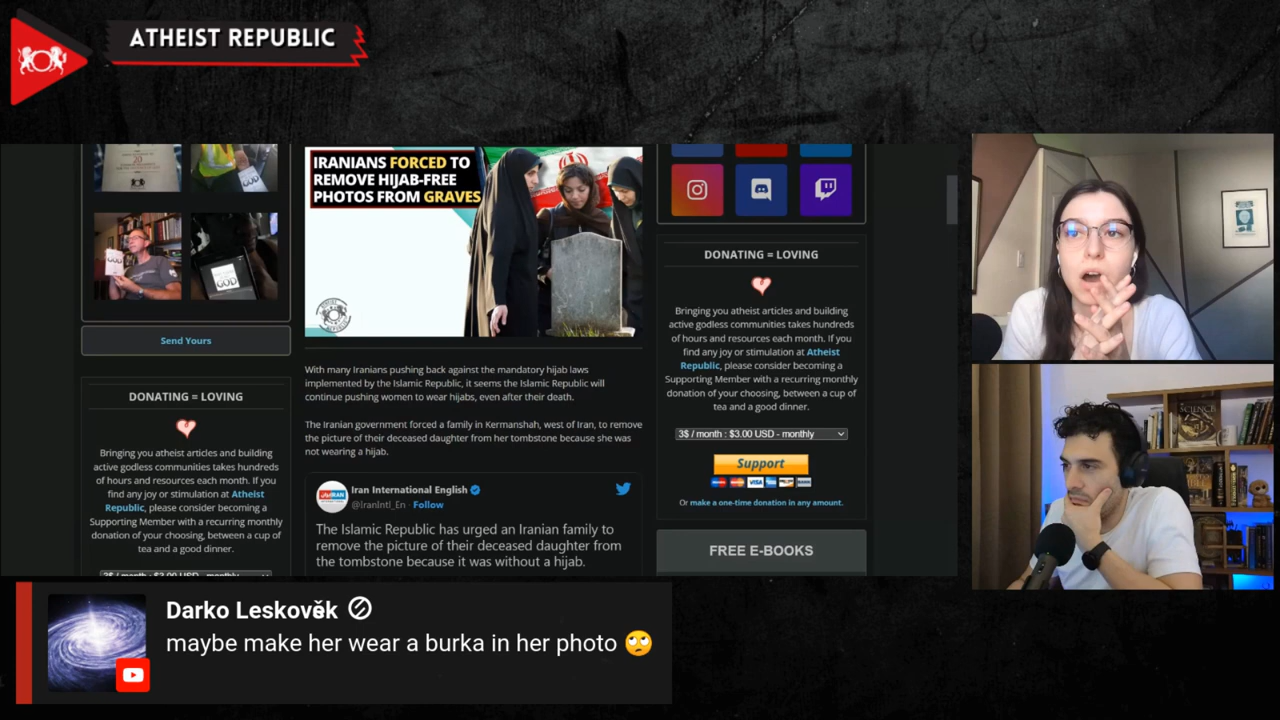 ATHEIST REPUBLIC
GOD
GOD
Send Yours
DONATING = LOVING
Bringing you atheist articles and building
active godless communities takes hundreds
of hours and resources each month. If you
find any joy or stimulation at Atheist
Republic, please consider becoming a
Supporting Member with a recurring monthly
donation of your choosing, between a cup of
tea and a good dinner.
3$ / month : $3.00 USD - monthly
IRANIANS FORCED TO
REMOVE HIJAB-FREE
PHOTOS FROM GRAVES
With many Iranians pushing back against the mandatory hijab laws
implemented by the Islamic Republic, it seems the Islamic Republic will
continue pushing women to wear hijabs, even after their death.
The Iranian government forced a family in Kermanshah, west of Iran, to remove
the picture of their deceased daughter from her tombstone because she was
not wearing a hijab.
Iran International English
@IranIntl_En · Follow
The Islamic Republic has urged an Iranian family to
remove the picture of their deceased daughter from
the tombstone because it was without a hijab.
DONATING = LOVING
Bringing you atheist articles and building
active godless communities takes hundreds
of hours and resources each month. If you
find any joy or stimulation at Atheist
Republic, please consider becoming a
Supporting Member with a recurring monthly
donation of your choosing, between a cup of
tea and a good dinner.
3$ / month : $3.00 USD - monthly
Support
VISA
Or make a one-time donation in any amount.
FREE E-BOOKS
SCIENCE
Darko Leskověk
maybe make her wear a burka in her photo 🙄